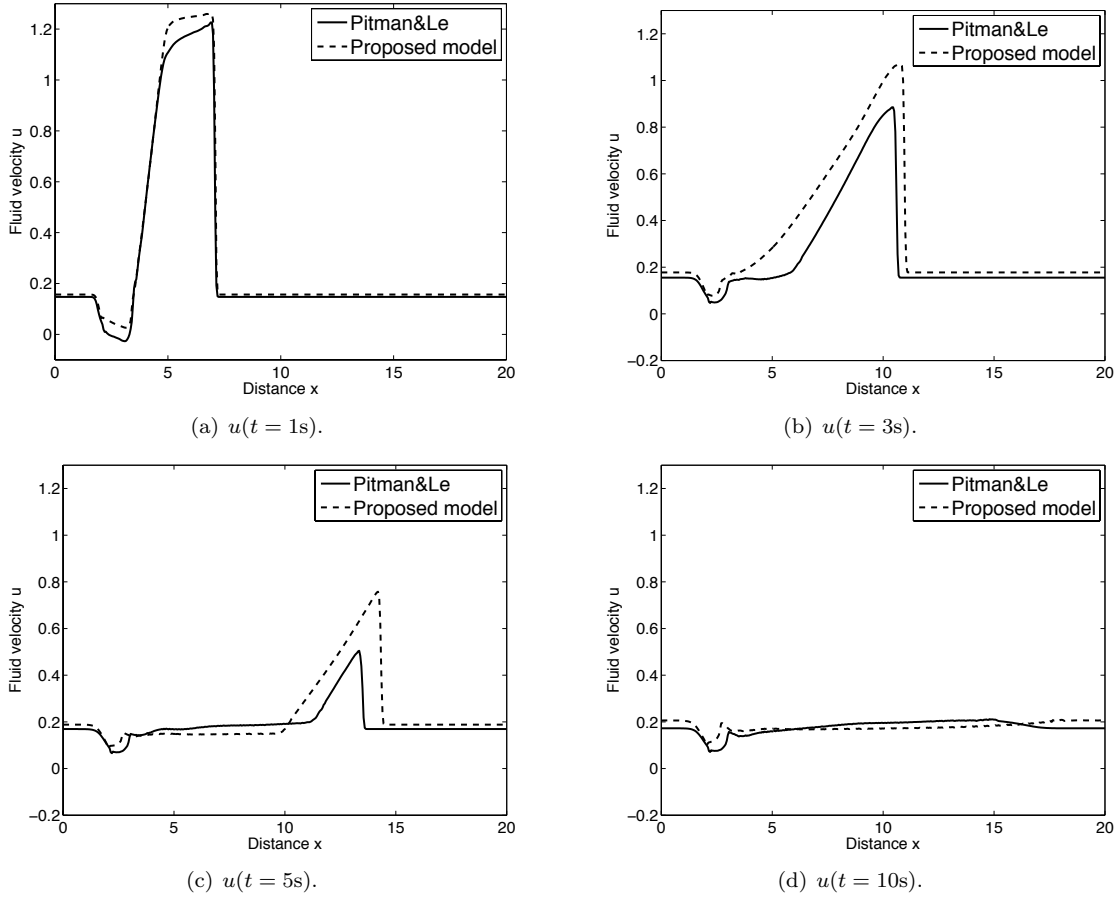 Pitman&Le
Proposed model
Fluid velocity u
1.2
1
0.8
0.6
0.4
0.2
0
0 5 10 15 20
Distance x
(a) u(t = 1s).
Pitman&Le
Proposed model
Fluid velocity u
1.2
1
0.8
0.6
0.4
0.2
0
−0.2
0 5 10 15 20
Distance x
(b) u(t = 3s).
Pitman&Le
Proposed model
Fluid velocity u
1.2
1
0.8
0.6
0.4
0.2
0
−0.2
0 5 10 15 20
Distance x
(c) u(t = 5s).
Pitman&Le
Proposed model
Fluid velocity u
1.2
1
0.8
0.6
0.4
0.2
0
−0.2
0 5 10 15 20
Distance x
(d) u(t = 10s).